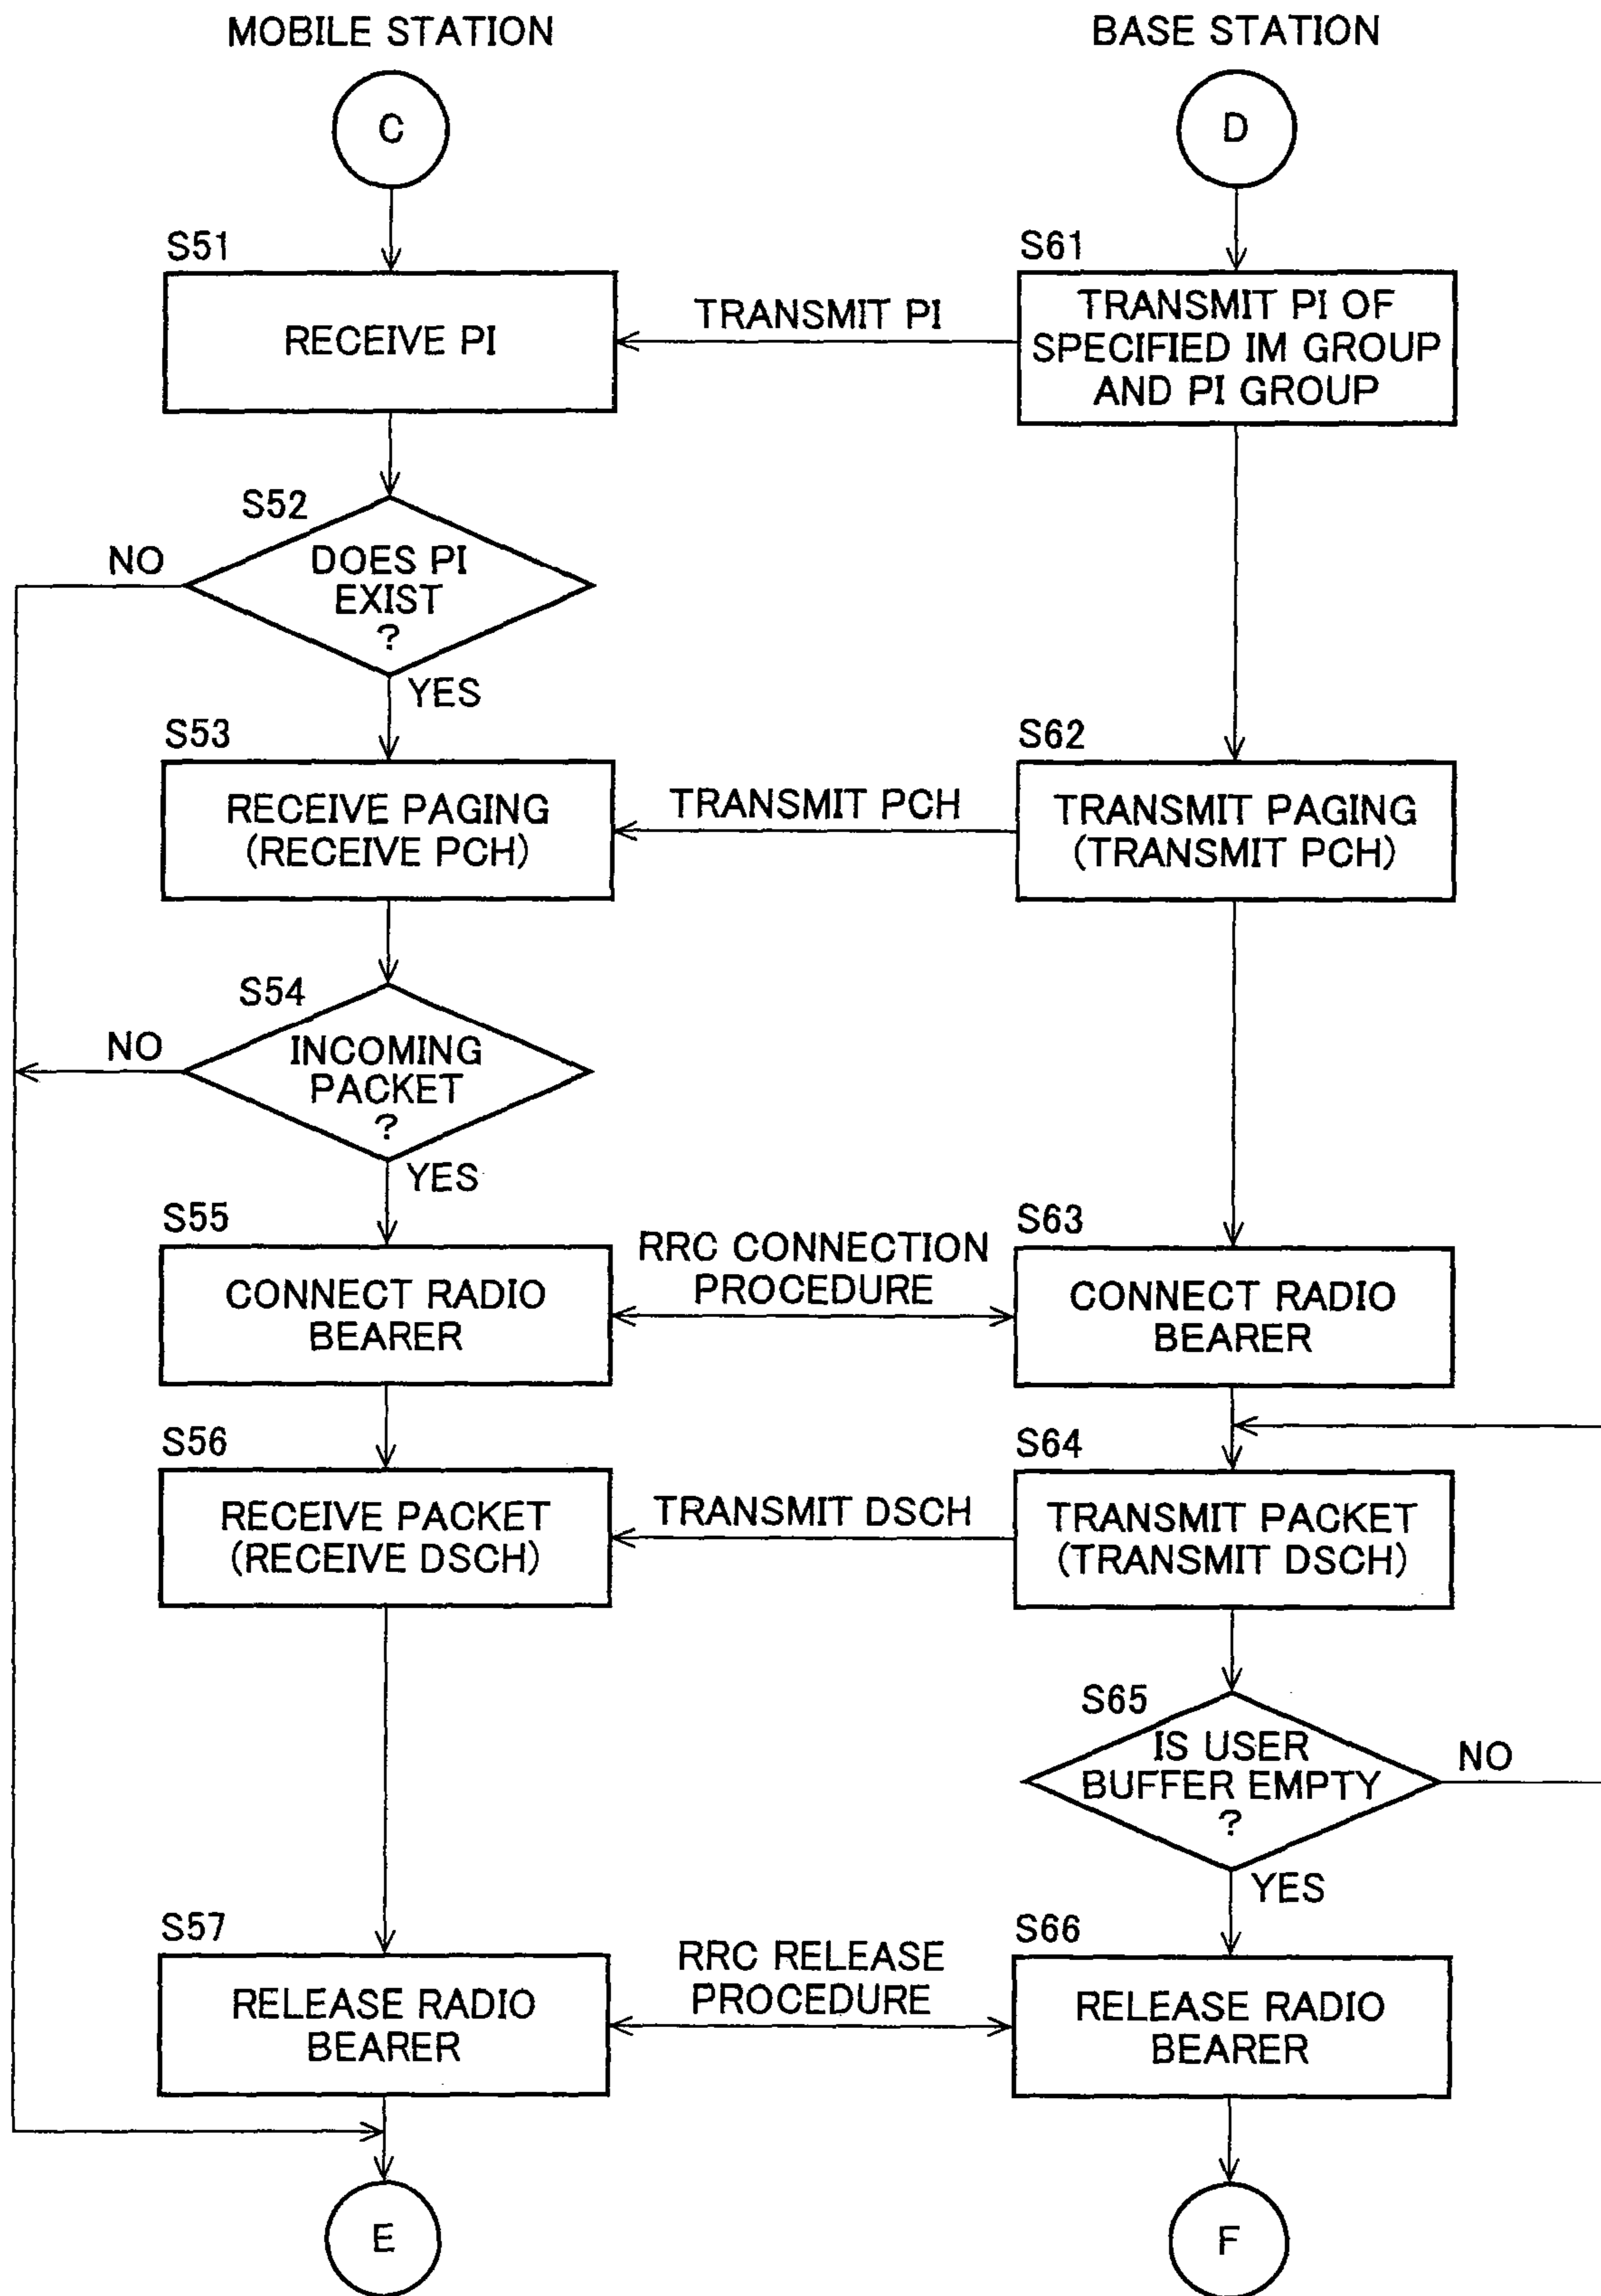 MOBILE STATION
BASE STATION
C
D
S51
RECEIVE PI
TRANSMIT PI
S61
TRANSMIT PI OF
SPECIFIED IM GROUP
AND PI GROUP
S52
DOES PI
EXIST
?
NO
YES
S53
RECEIVE PAGING
(RECEIVE PCH)
TRANSMIT PCH
S62
TRANSMIT PAGING
(TRANSMIT PCH)
S54
INCOMING
PACKET
?
NO
YES
S55
CONNECT RADIO
BEARER
RRC CONNECTION
PROCEDURE
S63
CONNECT RADIO
BEARER
S56
RECEIVE PACKET
(RECEIVE DSCH)
TRANSMIT DSCH
S64
TRANSMIT PACKET
(TRANSMIT DSCH)
S65
IS USER
BUFFER EMPTY
?
NO
YES
S57
RELEASE RADIO
BEARER
RRC RELEASE
PROCEDURE
S66
RELEASE RADIO
BEARER
E
F